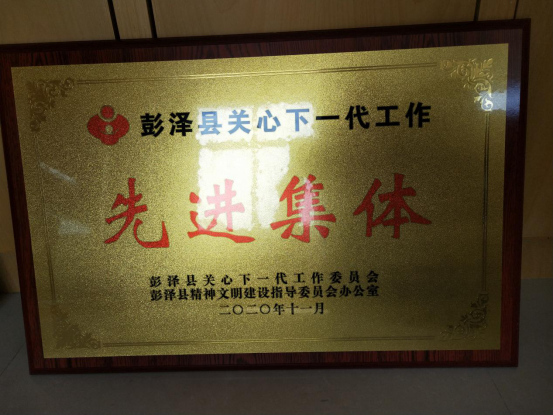 彭泽县关心下一代工作
先进集体
彭泽县关心下一代工作委员会
彭泽县精神文明建设指导委员会办公室
二〇二〇年十一月